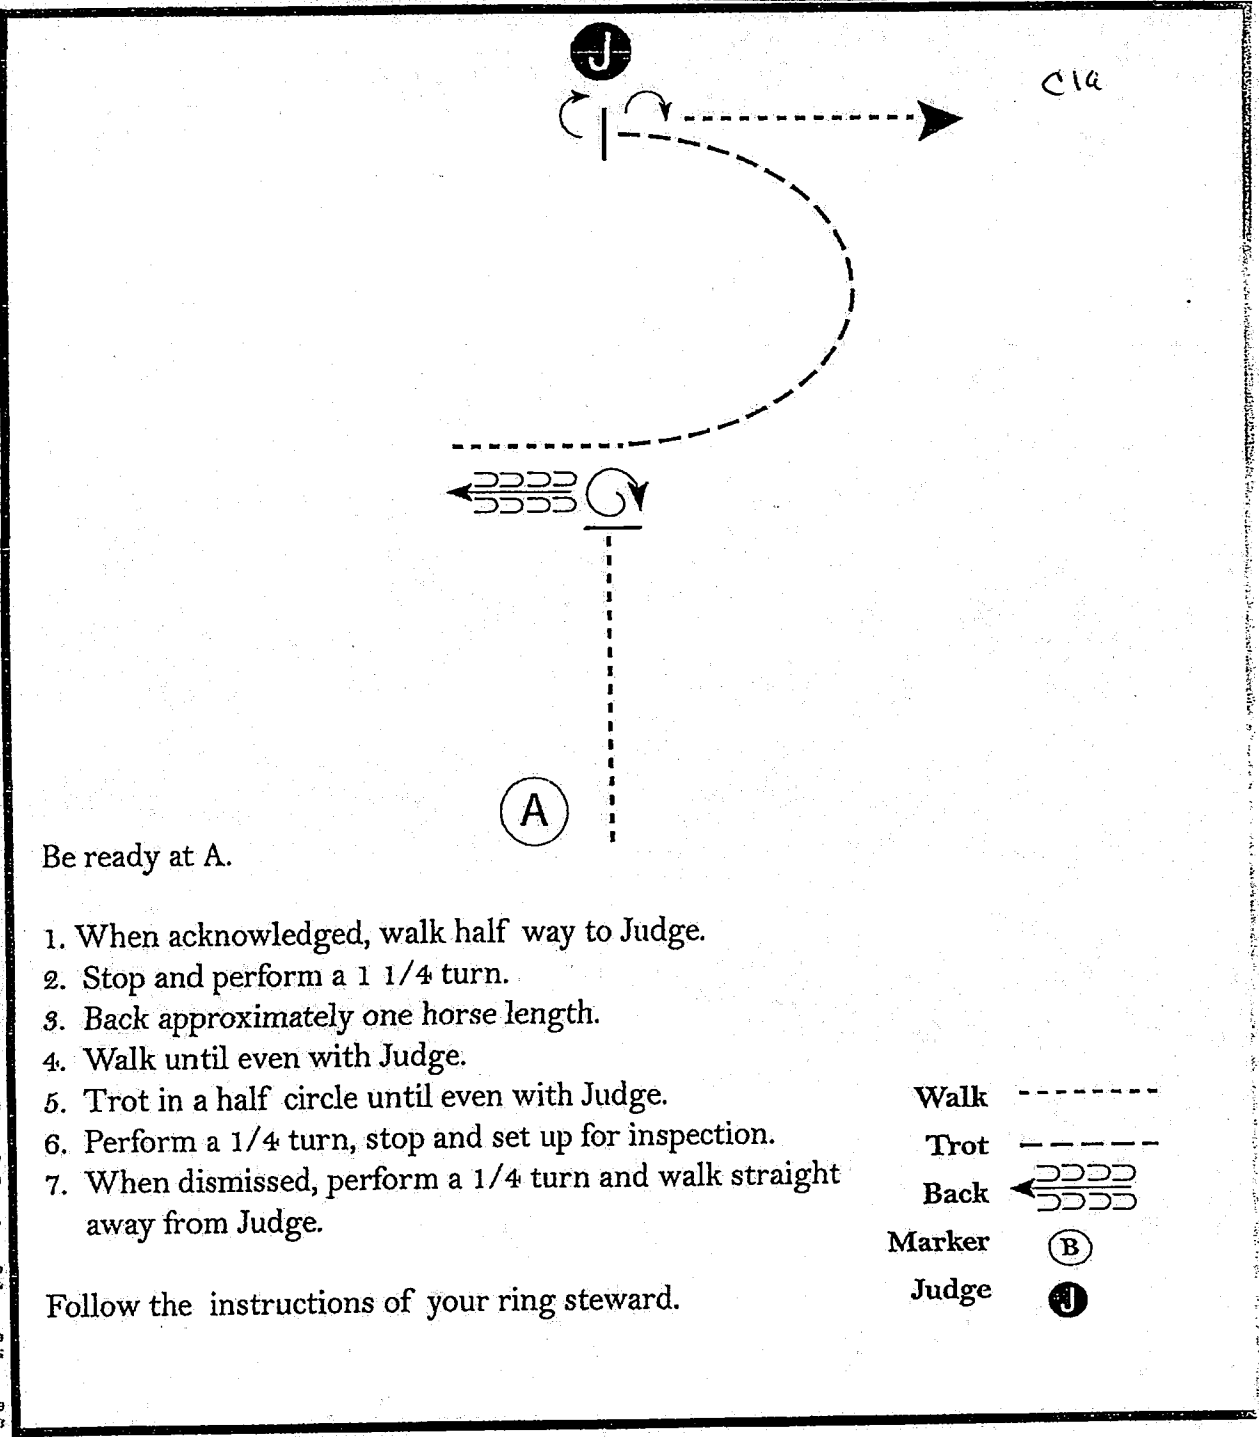 J
C1a
A
Be ready at A.
1. When acknowledged, walk half way to Judge.
2. Stop and perform a 1 1/4 turn.
3. Back approximately one horse length.
4. Walk until even with Judge.
5. Trot in a half circle until even with Judge.
6. Perform a 1/4 turn, stop and set up for inspection.
7. When dismissed, perform a 1/4 turn and walk straight
away from Judge.
Follow the instructions of your ring steward.
Walk
Trot
Back
Marker B
Judge J